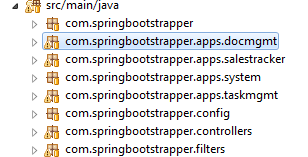 src/main/java
com.springbootstrapper
com.springbootstrapper.apps.docmgmt
com.springbootstrapper.apps.salestracker
com.springbootstrapper.apps.system
com.springbootstrapper.apps.taskmgmt
com.springbootstrapper.config
com.springbootstrapper.controllers
com.springbootstrapper.filters